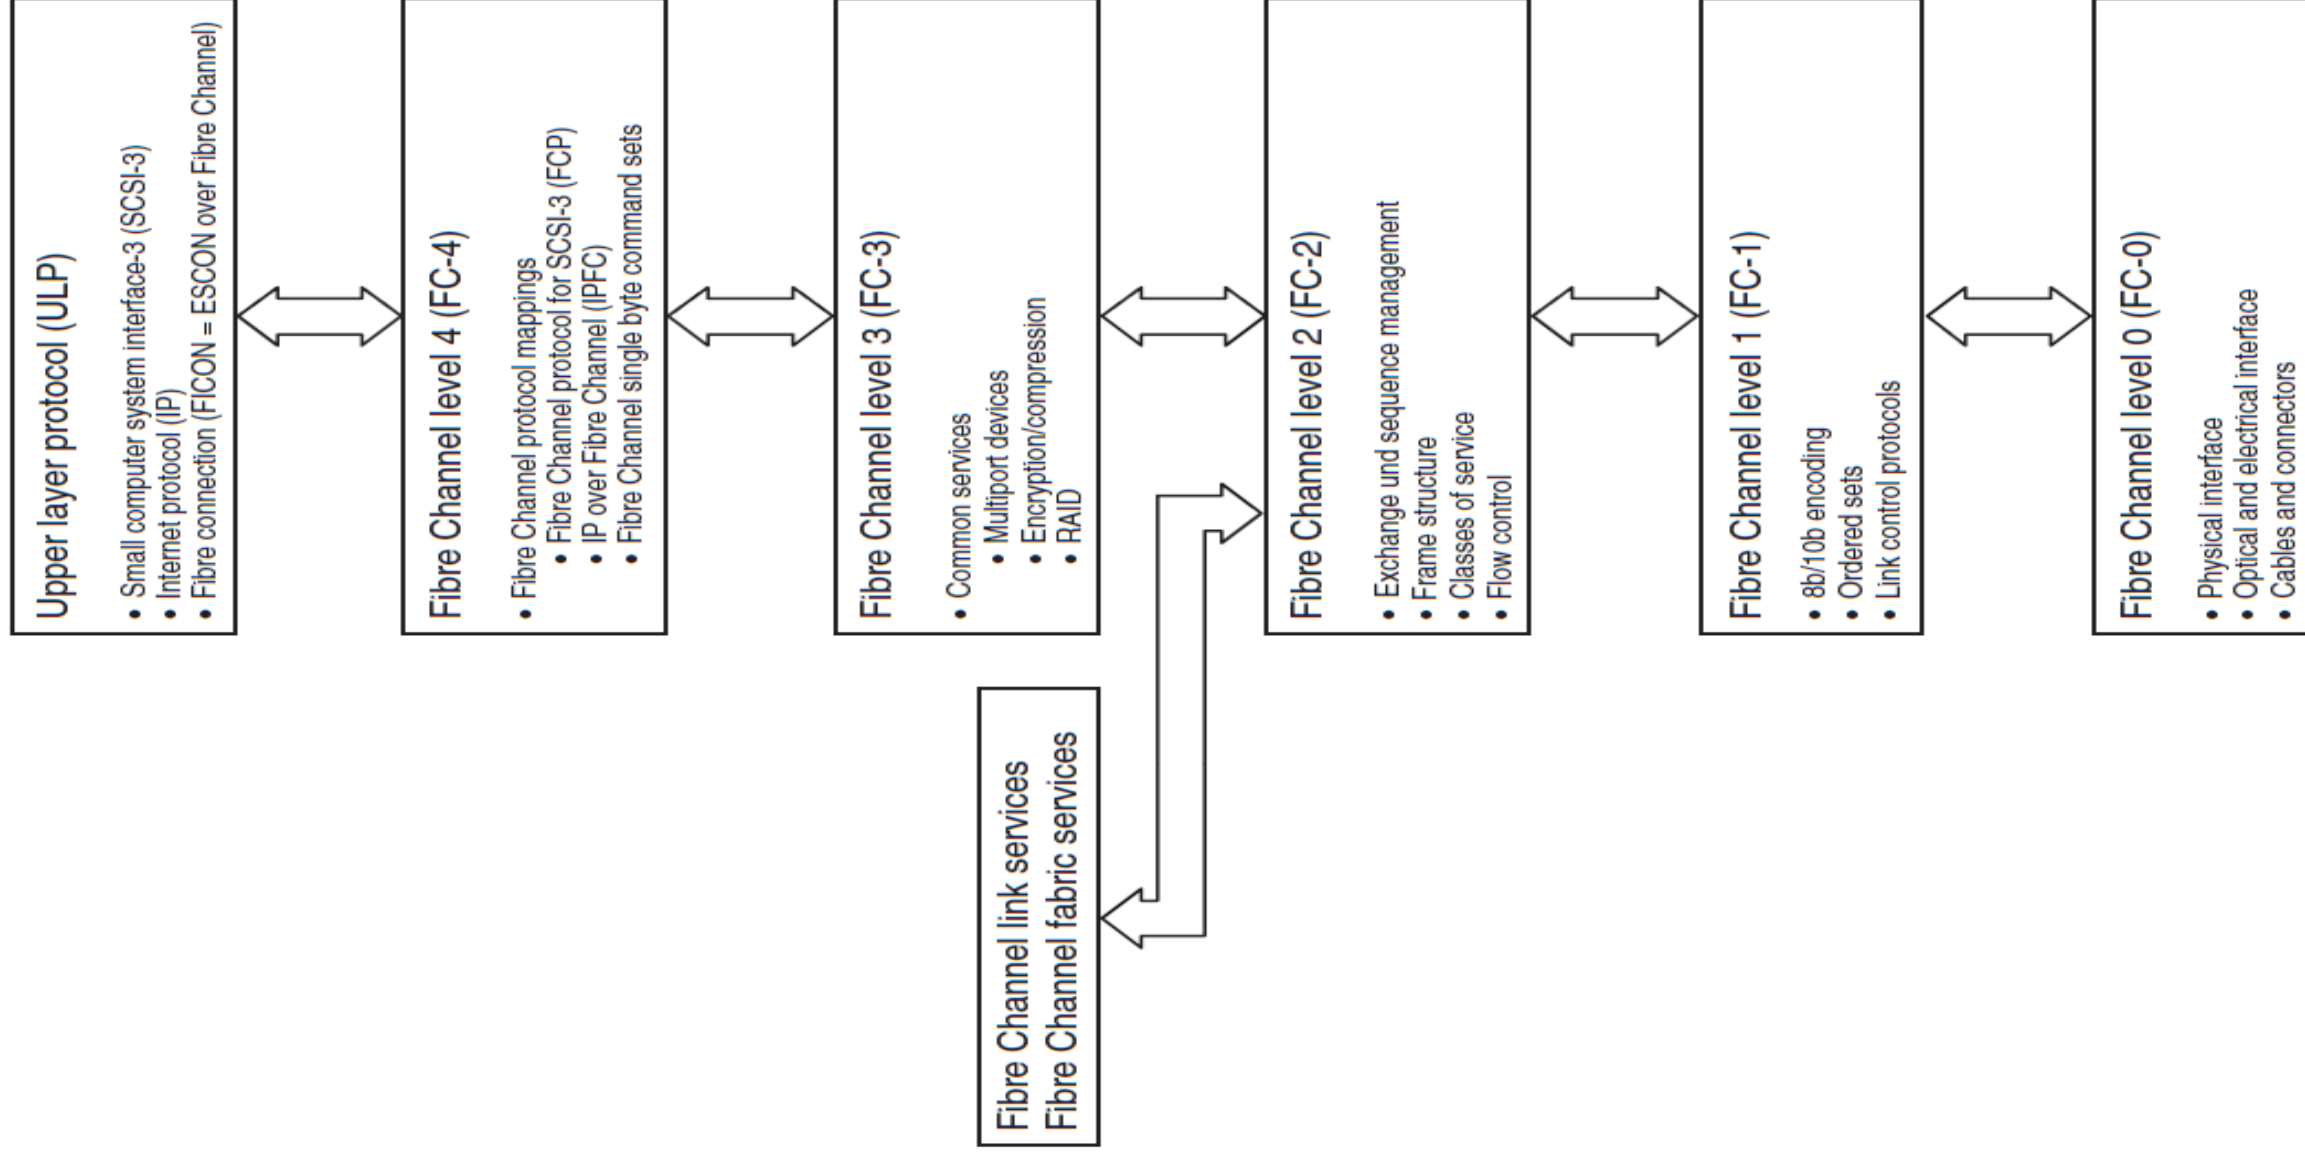 Upper layer protocol (ULP)
• Small computer system interface-3 (SCSI-3)
• Internet protocol (IP)
• Fibre connection (FICON = ESCON over Fibre Channel)
Fibre Channel level 4 (FC-4)
• Fibre Channel protocol mappings
• Fibre Channel protocol for SCSI-3 (FCP)
• IP over Fibre Channel (IPFC)
• Fibre Channel single byte command sets
Fibre Channel level 3 (FC-3)
• Common services
• Multiport devices
• Encryption/compression
• RAID
Fibre Channel link services
Fibre Channel fabric services
Fibre Channel level 2 (FC-2)
• Exchange und sequence management
• Frame structure
• Classes of service
• Flow control
Fibre Channel level 1 (FC-1)
• 8b/10b encoding
• Ordered sets
• Link control protocols
Fibre Channel level 0 (FC-0)
• Physical interface
• Optical and electrical interface
• Cables and connectors